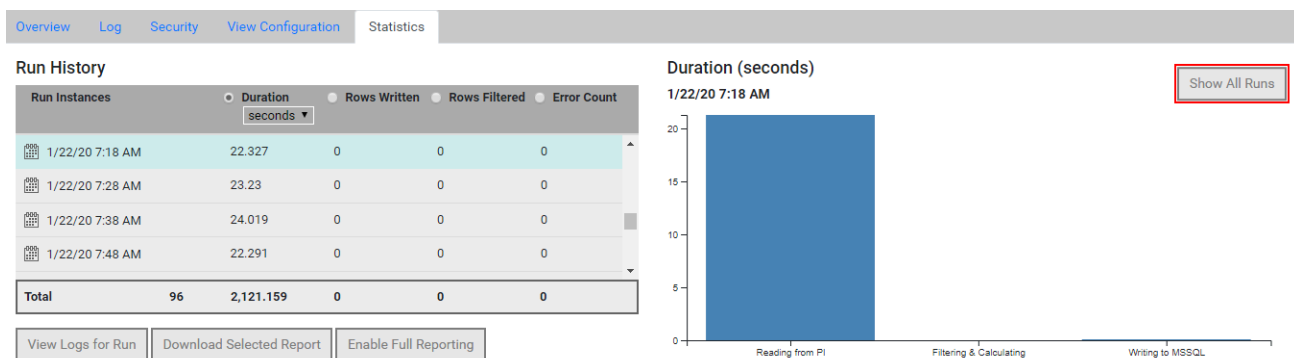 Overview Log Security View Configuration Statistics
Run History
Run Instances Duration Rows Written Rows Filtered Error Count
seconds
1/22/20 7:18 AM 22.327 0 0 0
1/22/20 7:28 AM 23.23 0 0 0
1/22/20 7:38 AM 24.019 0 0 0
1/22/20 7:48 AM 22.291 0 0 0
Total 96 2,121.159 0 0 0
View Logs for Run Download Selected Report Enable Full Reporting
Duration (seconds)
1/22/20 7:18 AM
Show All Runs
20
15
10
5
0
Reading from PI Filtering & Calculating Writing to MSSQL